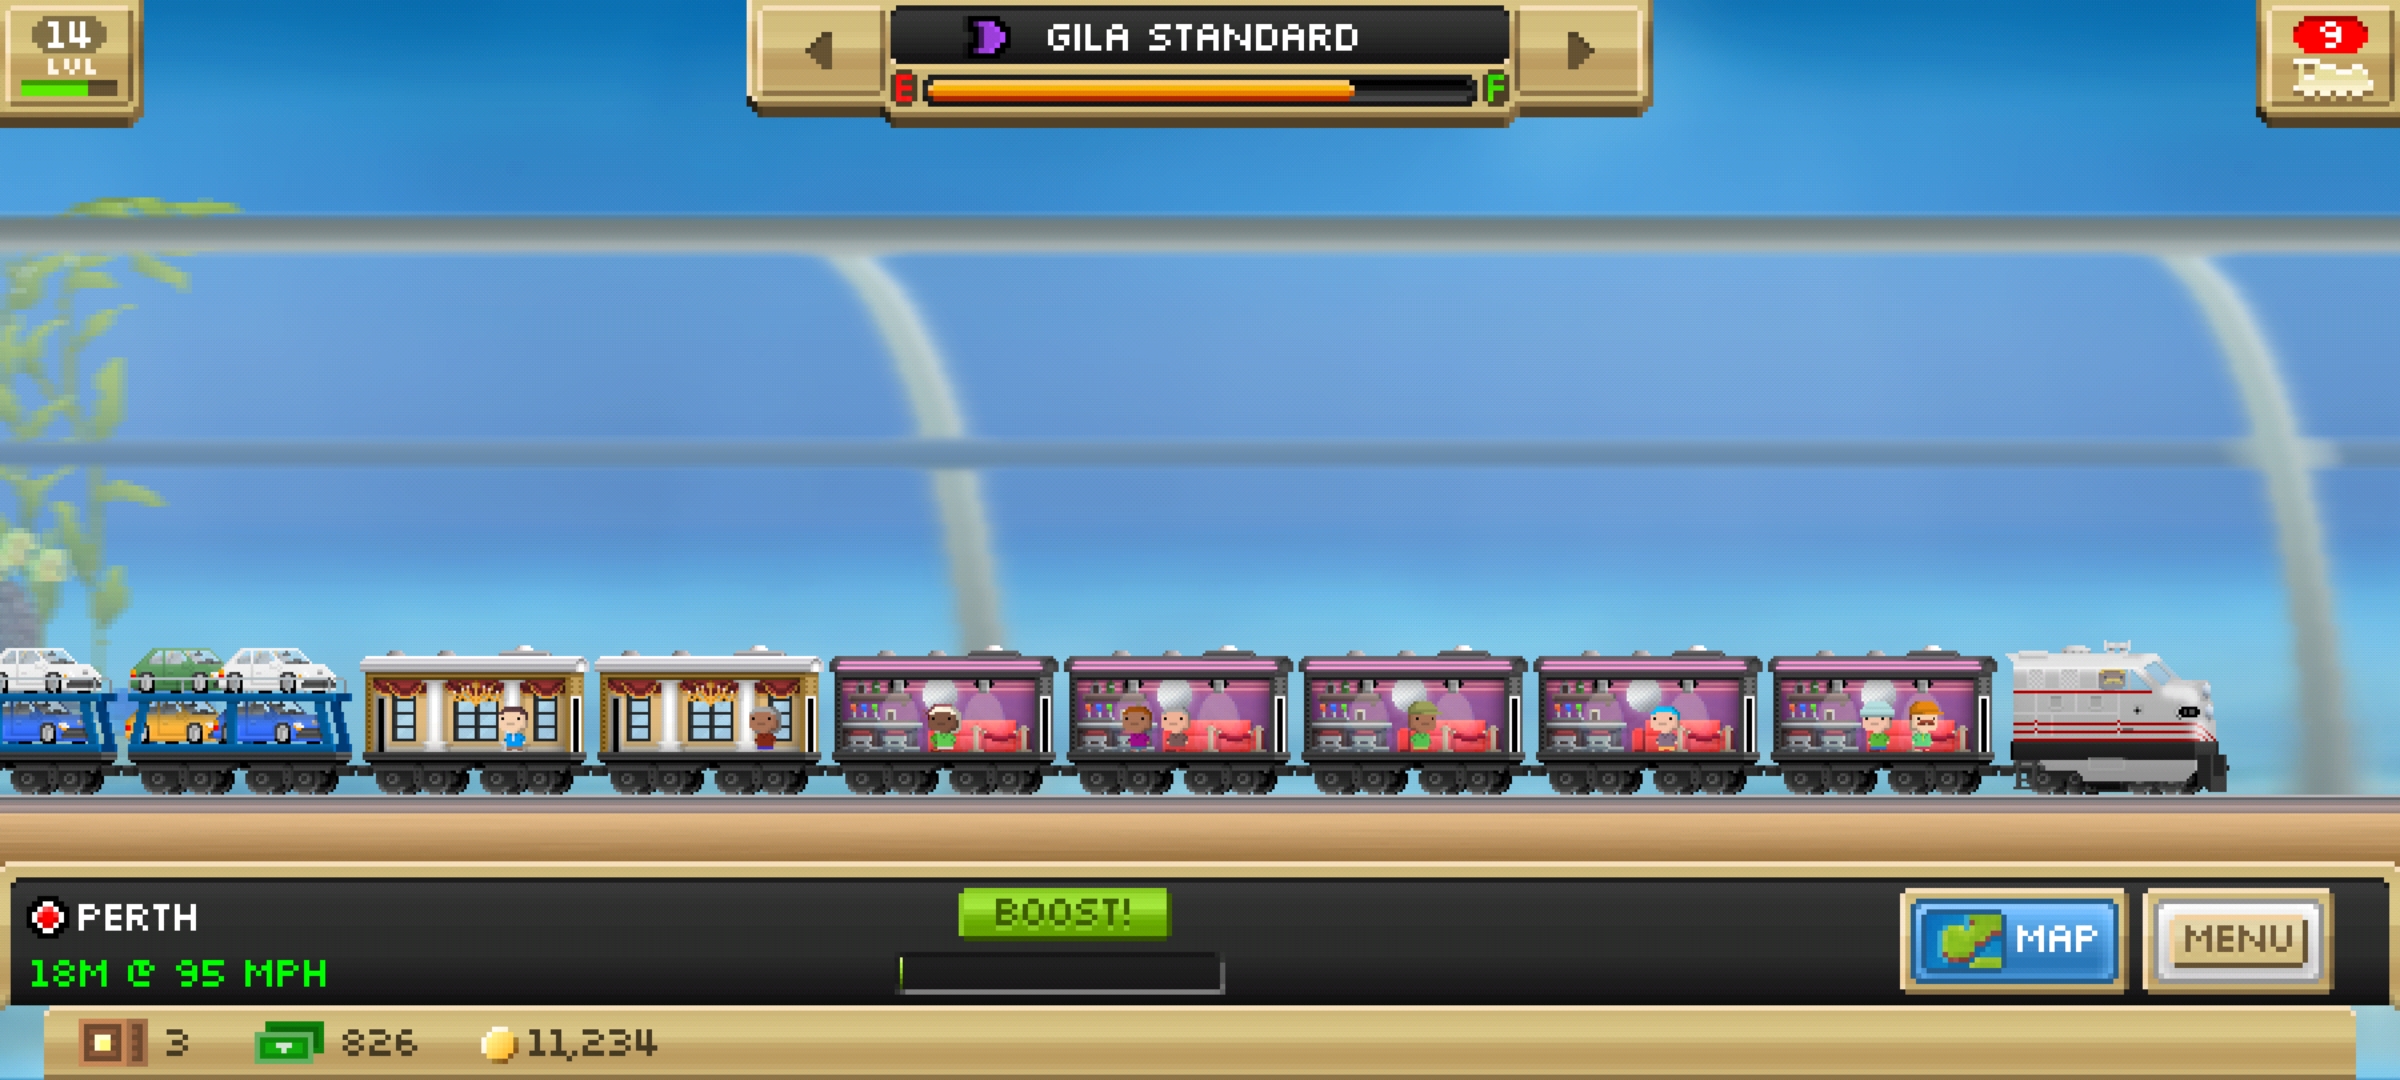 14
LVL
GILA STANDARD
E F
9
PERTH
BOOST!
18M @ 95 MPH
MAP
MENU
3 826 11,234